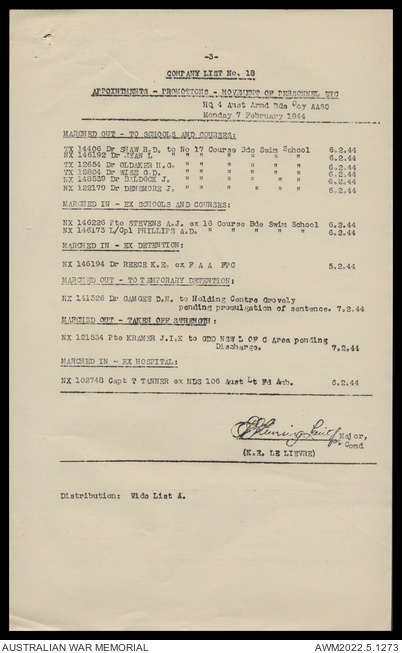 -3-
COMPANY LIST No. 18
APPOINTMENTS - PROMOTIONS - MOVEMENT OF PERSONNEL ETC
HQ 4 Aust Armd Bde Coy AASC
Monday 7 February 1944
MARCHED OUT - TO SCHOOLS AND COURSES:
TX 14406 Dr SHAW R.D. to No 17 Course Bde Swim School 6.2.44
NX 146192 Dr RYAN L " " " " " " " 6.2.44
TX 12654 Dr OLDAKER H.G. " " " " " " 6.2.44
TX 12804 Dr WISE G.D. " " " " " " 6.2.44
NX 148539 Dr BALDOCK J. " " " " " " 6.2.44
NX 122179 Dr DENSMORE J. " " " " " 6.2.44
MARCHED IN - EX SCHOOLS AND COURSES:
NX 146226 Pte STEVENS A.J. ex 16 Course Bde Swim School 6.2.44
NX 146173 L/Cpl PHILLIPS A.D. " " " " " " 6.2.44
MARCHED IN - EX DETENTION:
NX 146194 Dr REECE K.E. ex F A A FPC 5.2.44
MARCHED OUT - TO TEMPORARY DETENTION:
NX 141326 Dr GAMGEE D.N. to Holding Centre Grovely
pending promulgation of sentence. 7.2.44
MARCHED OUT - TAKEN OFF STRENGTH:
NX 121534 Pte KRAMER J.I.K to GDD NSW L OF C Area pending
Discharge. 7.2.44
MARCHED IN - EX HOSPITAL:
NX 102748 Capt T TANNER ex MDS 106 Aust Lt Fd Amb. 6.2.44
Major,
for Comd
(K.E. LE LIEVRE)
Distribution: Vide List A.
AUSTRALIAN WAR MEMORIAL
AWM2022.5.1273